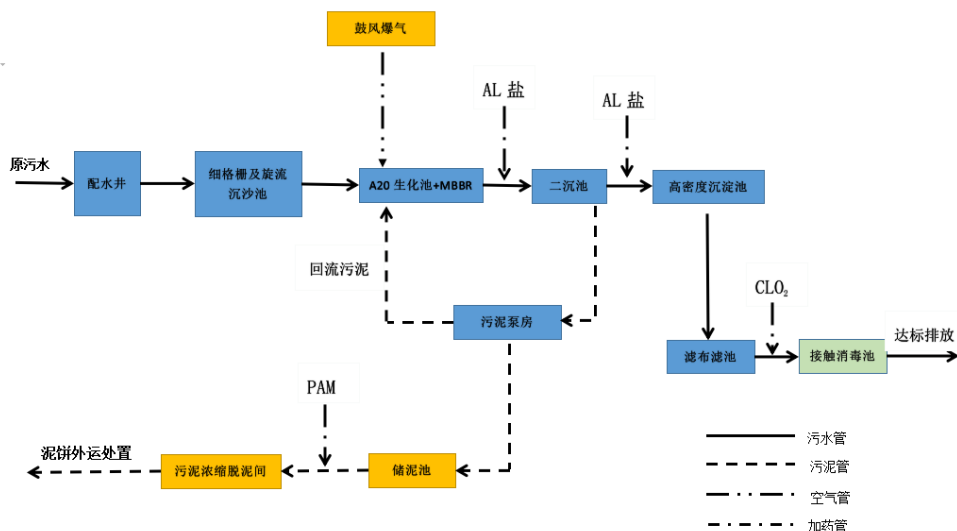 鼓风爆气
AL 盐
AL 盐
原污水
配水井
细格栅及旋流
沉沙池
A20 生化池+MBBR
二沉池
高密度沉淀池
回流污泥
污泥泵房
CLO₂
达标排放
滤布滤池
接触消毒池
PAM
泥饼外运处置
污泥浓缩脱泥间
储泥池
污水管
污泥管
空气管
加药管